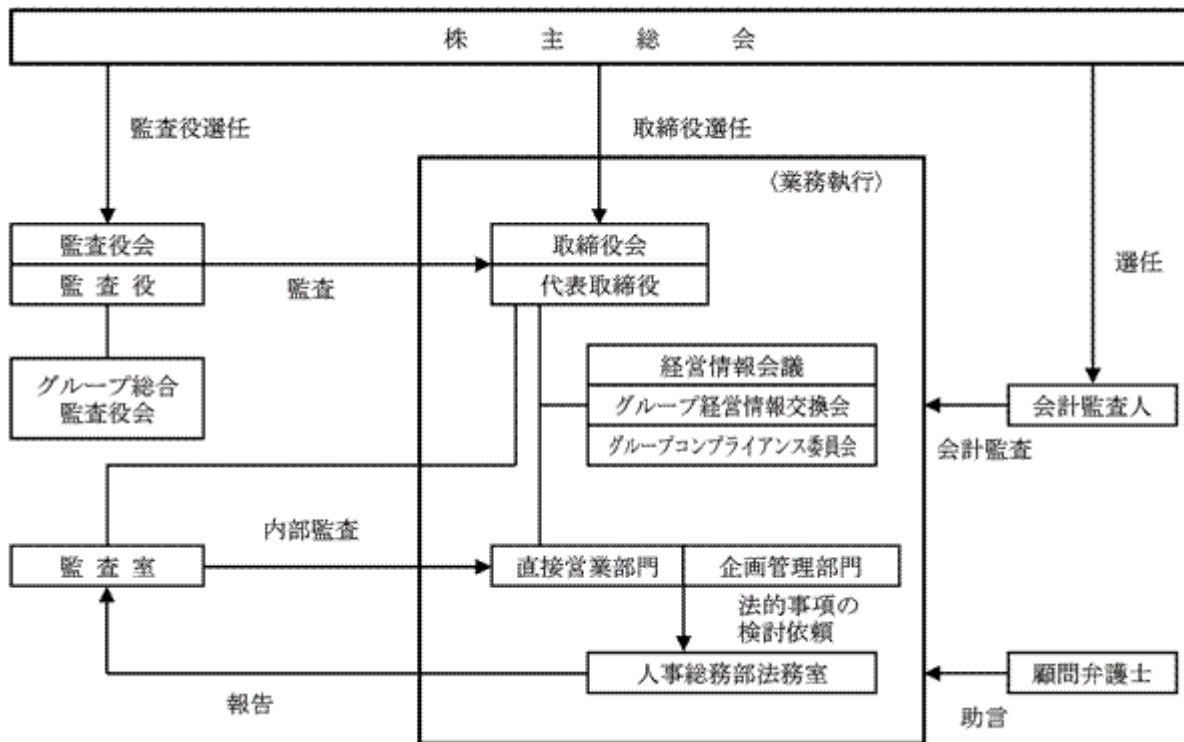 株主総会
監査役選任
取締役選任
〈業務執行〉
監査役会
取締役会
選任
監査役
監査
代表取締役
グループ総合
監査役会
経営情報会議
グループ経営情報交換会
会計監査人
グループコンプライアンス委員会
会計監査
内部監査
監査室
直接営業部門
企画管理部門
法的事項の
検討依頼
人事総務部法務室
顧問弁護士
報告
助言